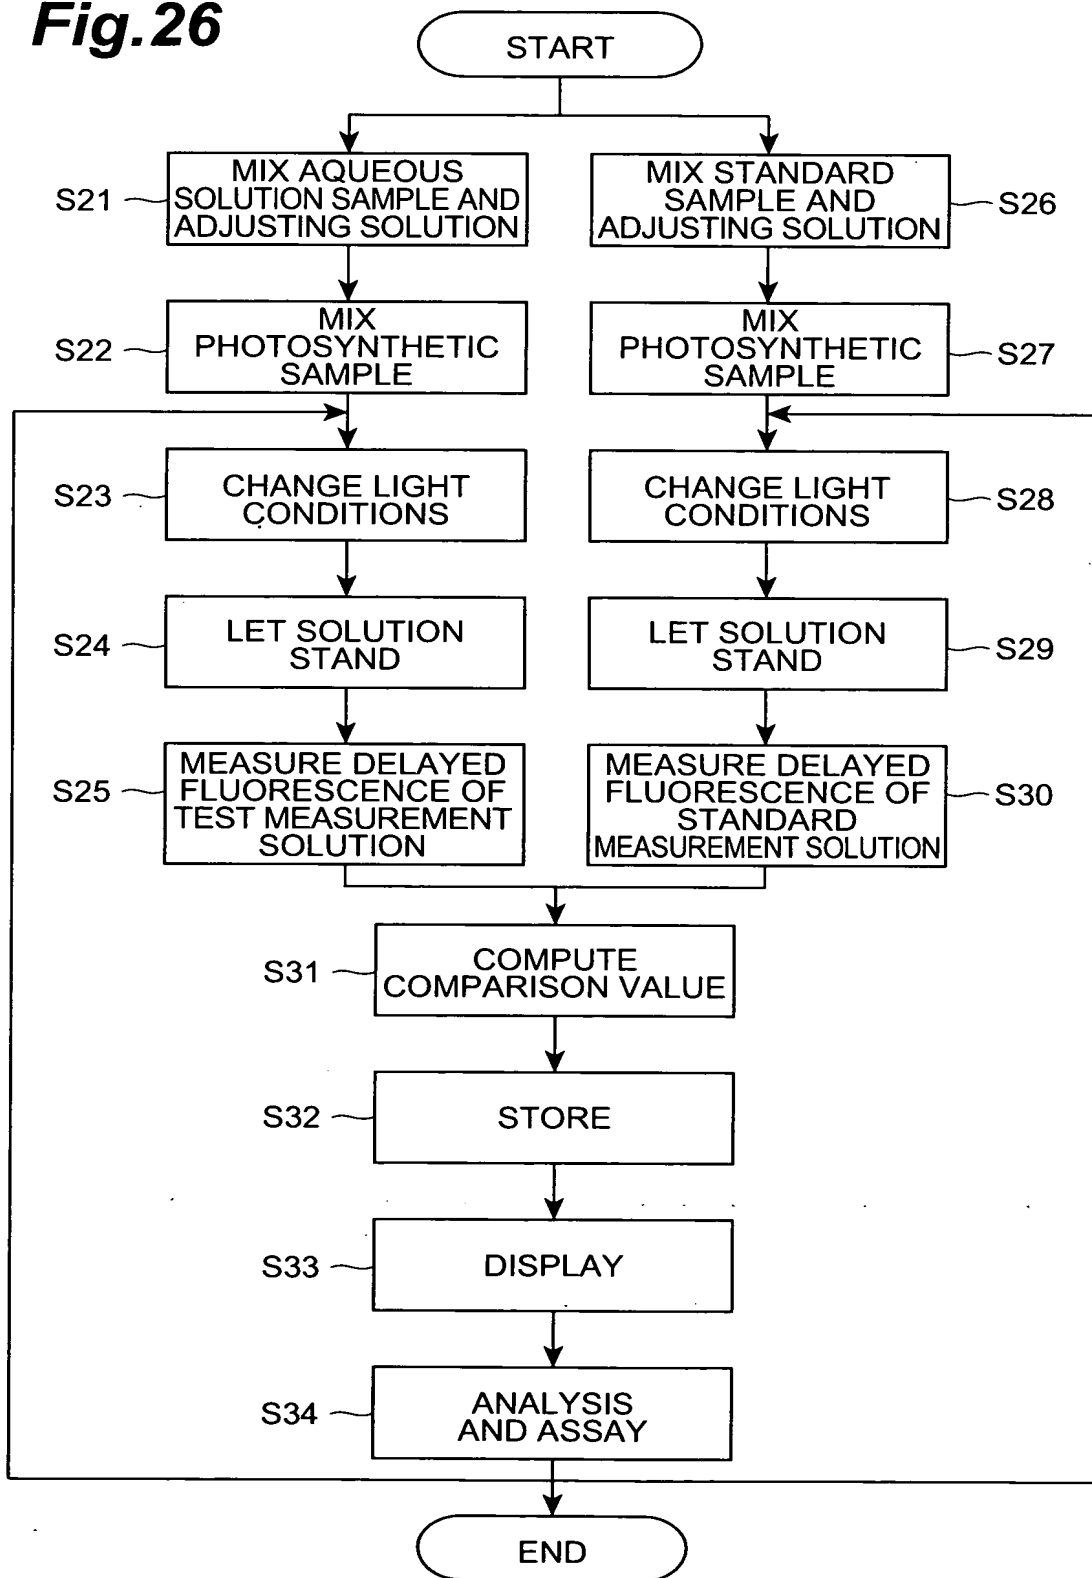 Fig.26
START
S21
MIX AQUEOUS
SOLUTION SAMPLE AND
ADJUSTING SOLUTION
MIX STANDARD
SAMPLE AND
ADJUSTING SOLUTION
S26
S22
MIX
PHOTOSYNTHETIC
SAMPLE
MIX
PHOTOSYNTHETIC
SAMPLE
S27
S23
CHANGE LIGHT
CONDITIONS
CHANGE LIGHT
CONDITIONS
S28
S24
LET SOLUTION
STAND
LET SOLUTION
STAND
S29
S25
MEASURE DELAYED
FLUORESCENCE OF
TEST MEASUREMENT
SOLUTION
MEASURE DELAYED
FLUORESCENCE OF
STANDARD
MEASUREMENT SOLUTION
S30
S31
COMPUTE
COMPARISON VALUE
S32
STORE
S33
DISPLAY
S34
ANALYSIS
AND ASSAY
END